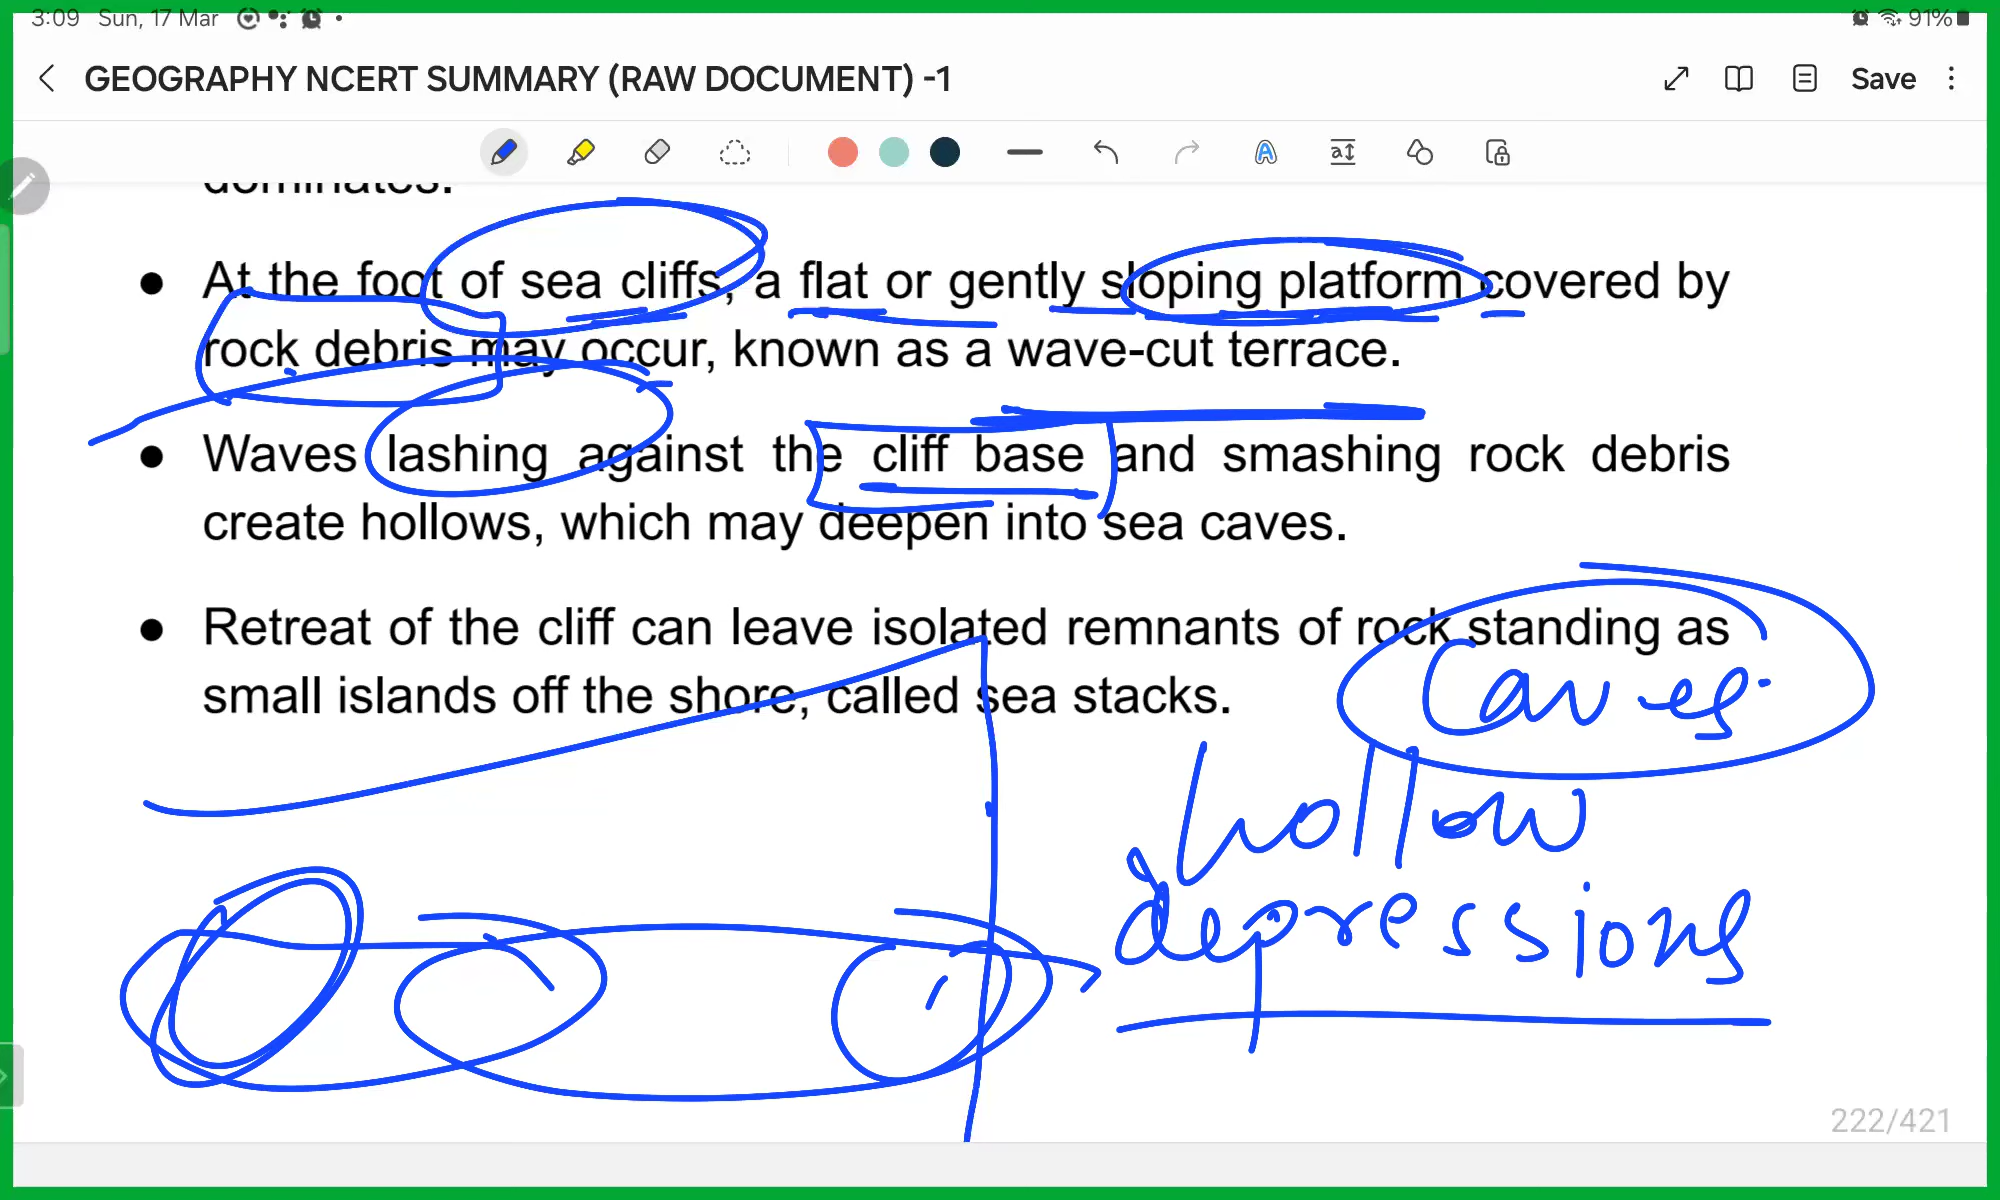 3:09 Sun, 17 Mar
91%
GEOGRAPHY NCERT SUMMARY (RAW DOCUMENT) -1
Save
dominates.
● At the foot of sea cliffs, a flat or gently sloping platform covered by
rock debris may occur, known as a wave-cut terrace.
● Waves lashing against the cliff base and smashing rock debris
create hollows, which may deepen into sea caves.
● Retreat of the cliff can leave isolated remnants of rock standing as
small islands off the shore, called sea stacks.
Caves
hollow
depressions
222/421